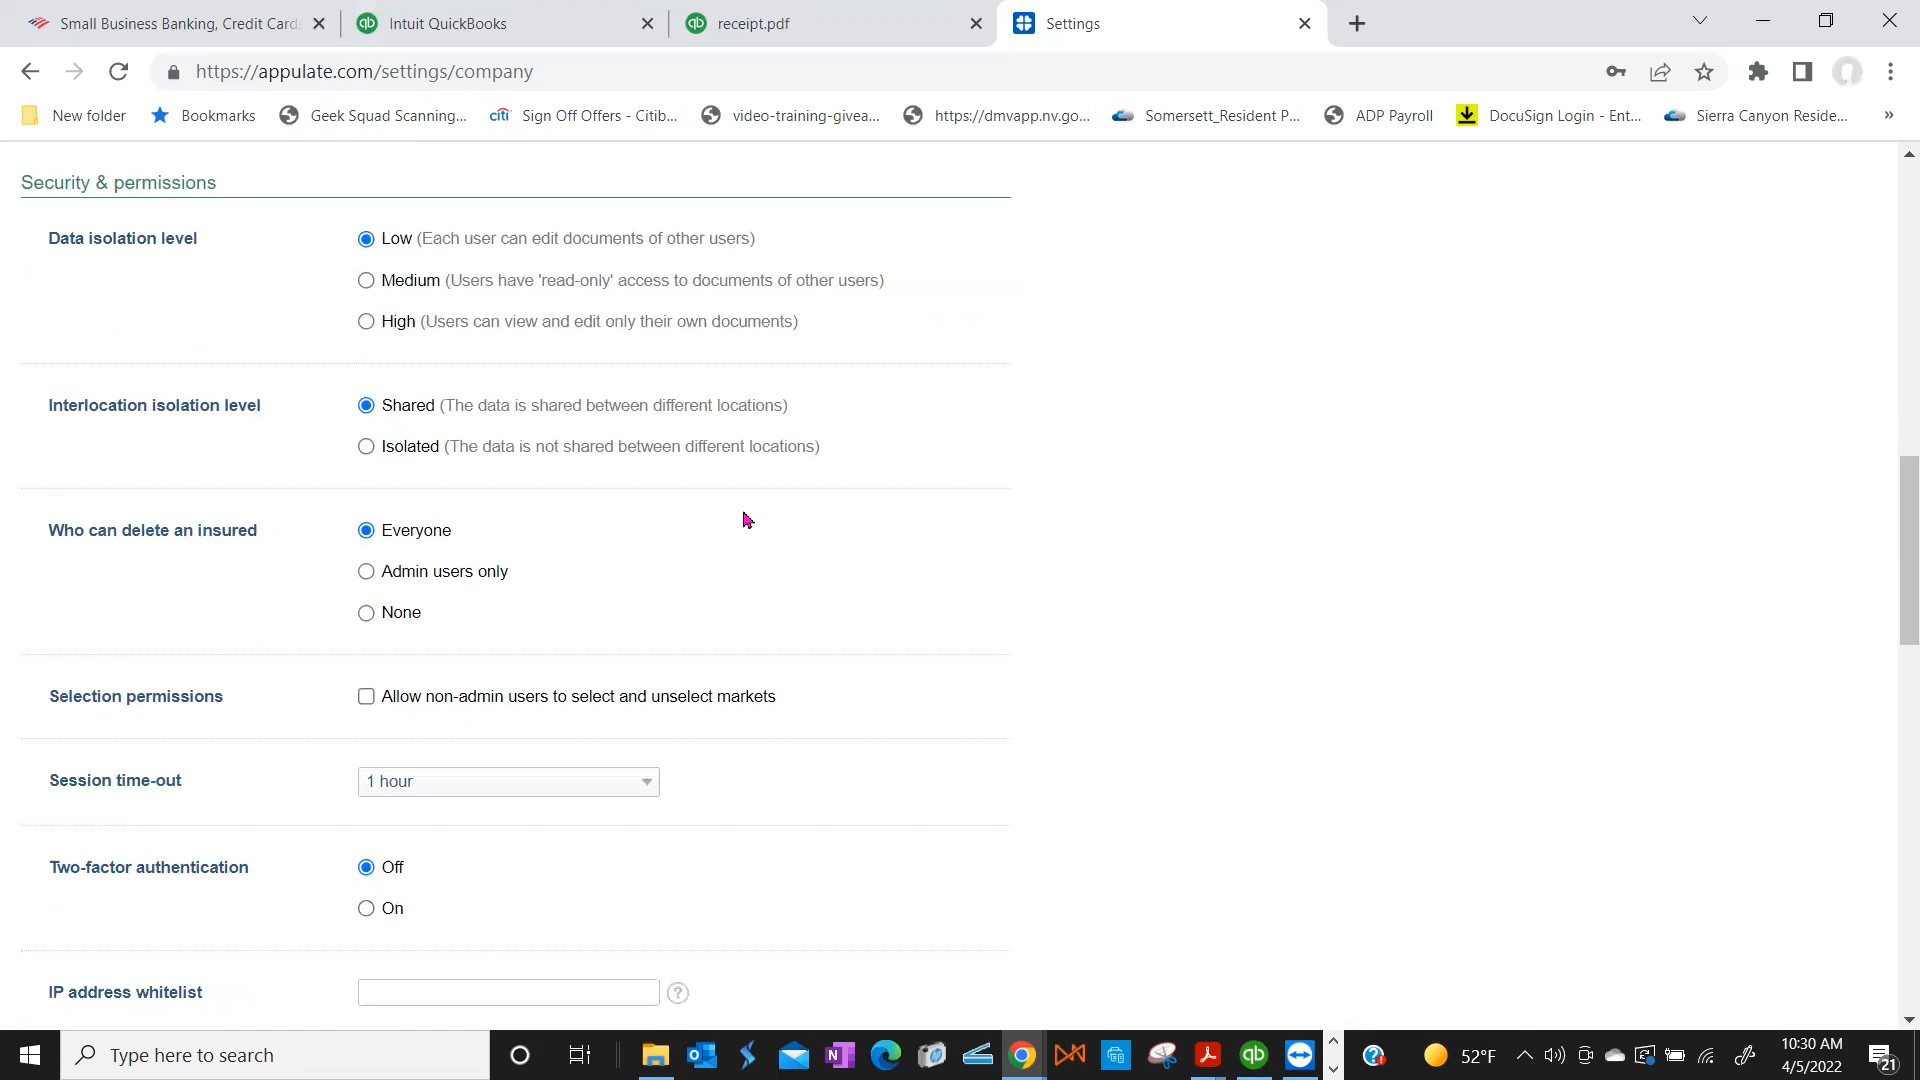 Small Business Banking, Credit Card
Intuit QuickBooks
receipt.pdf
Settings
https://appulate.com/settings/company
New folder
Bookmarks
Geek Squad Scanning...
citi Sign Off Offers - Citib...
video-training-givea...
https://dmvapp.nv.go...
Somersett_Resident P...
ADP Payroll
DocuSign Login - Ent...
Sierra Canyon Reside...
»
Security & permissions
Data isolation level
Low (Each user can edit documents of other users)
Medium (Users have 'read-only' access to documents of other users)
High (Users can view and edit only their own documents)
Interlocation isolation level
Shared (The data is shared between different locations)
Isolated (The data is not shared between different locations)
Who can delete an insured
Everyone
Admin users only
None
Selection permissions
Allow non-admin users to select and unselect markets
Session time-out
1 hour
Two-factor authentication
Off
On
IP address whitelist
?
Type here to search
52°F
10:30 AM
4/5/2022
21